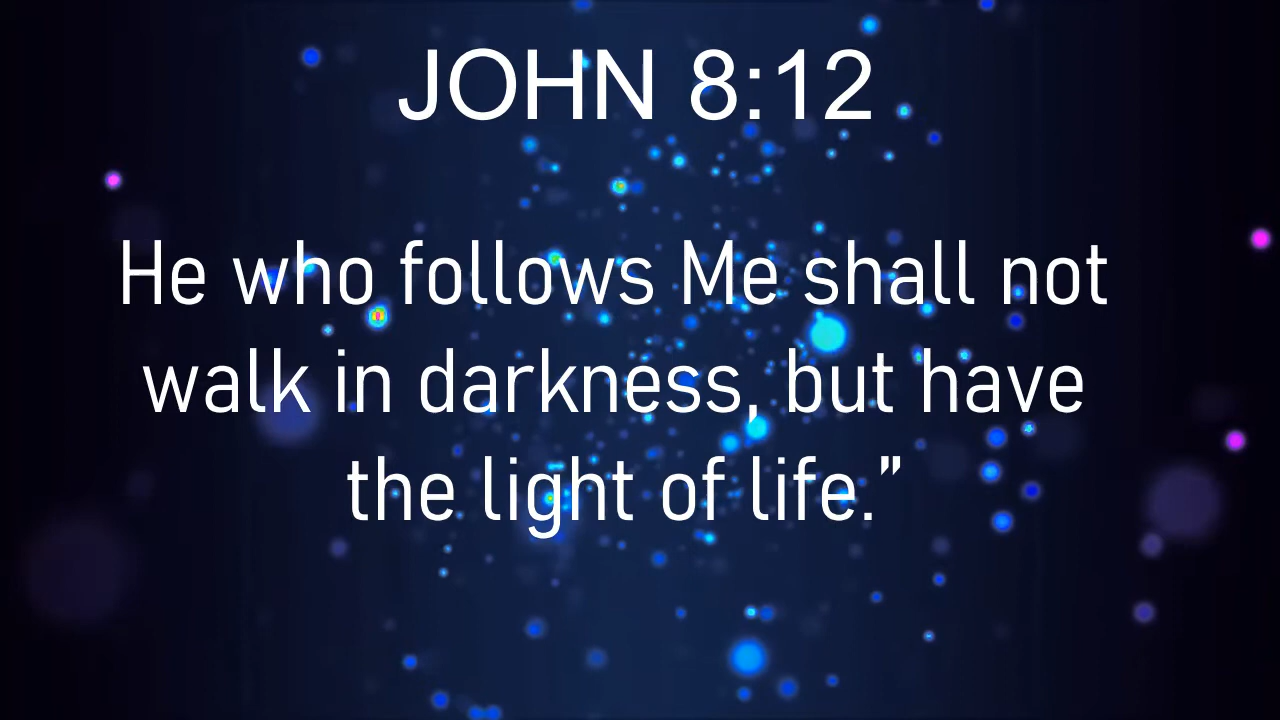 JOHN 8:12
He who follows Me shall not
walk in darkness, but have
the light of life.”